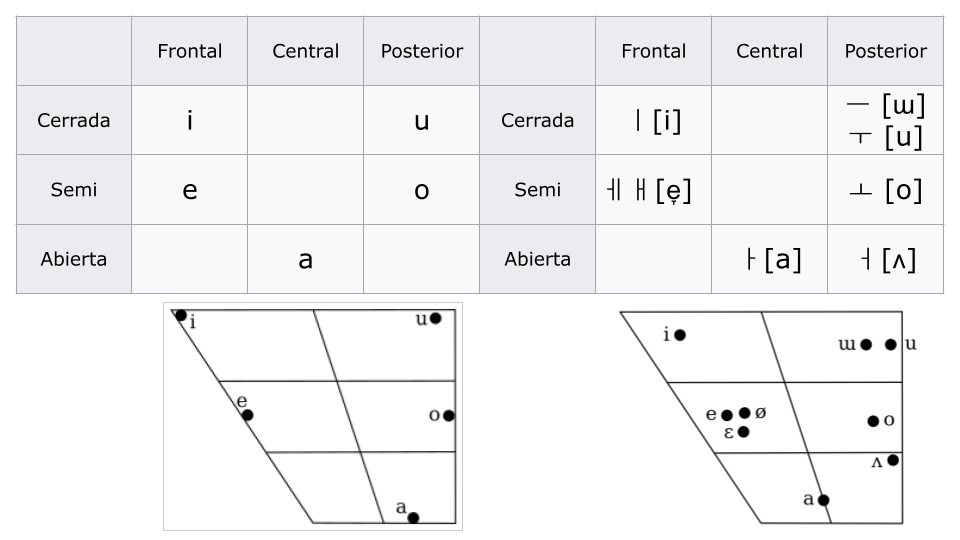 Frontal Central Posterior Frontal Central Posterior
Cerrada i u Cerrada ㅣ [i] ㅡ [ɯ]
ㅜ [u]
Semi e o Semi ㅔ ㅐ [e̞] ㅗ [o]
Abierta a Abierta ㅏ [a] ㅓ [ʌ]
i u
e o
a
i ɯ u
e ø
ɛ o
ʌ
a